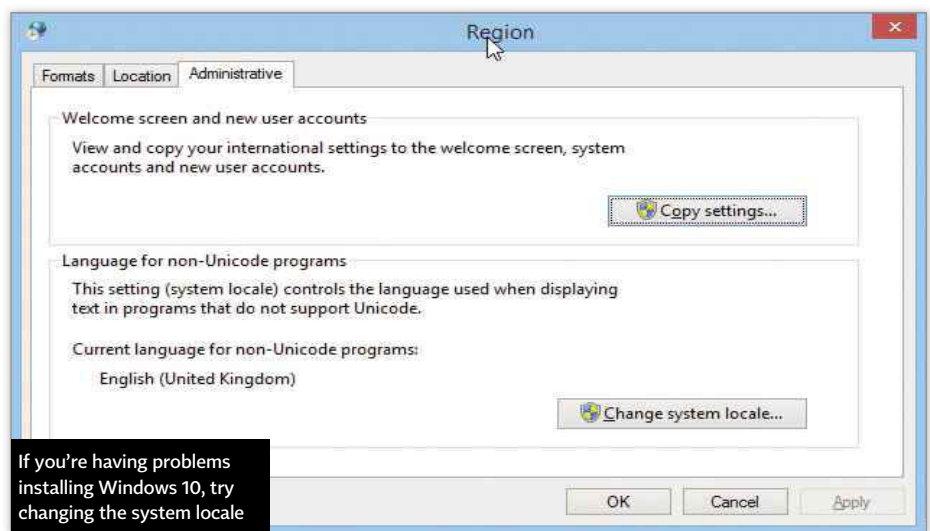 Region
Formats
Location
Administrative
Welcome screen and new user accounts
View and copy your international settings to the welcome screen, system
accounts and new user accounts.
Copy settings...
Language for non-Unicode programs
This setting (system locale) controls the language used when displaying
text in programs that do not support Unicode.
Current language for non-Unicode programs:
English (United Kingdom)
Change system locale...
If you're having problems
installing Windows 10, try
changing the system locale
OK
Cancel
Apply